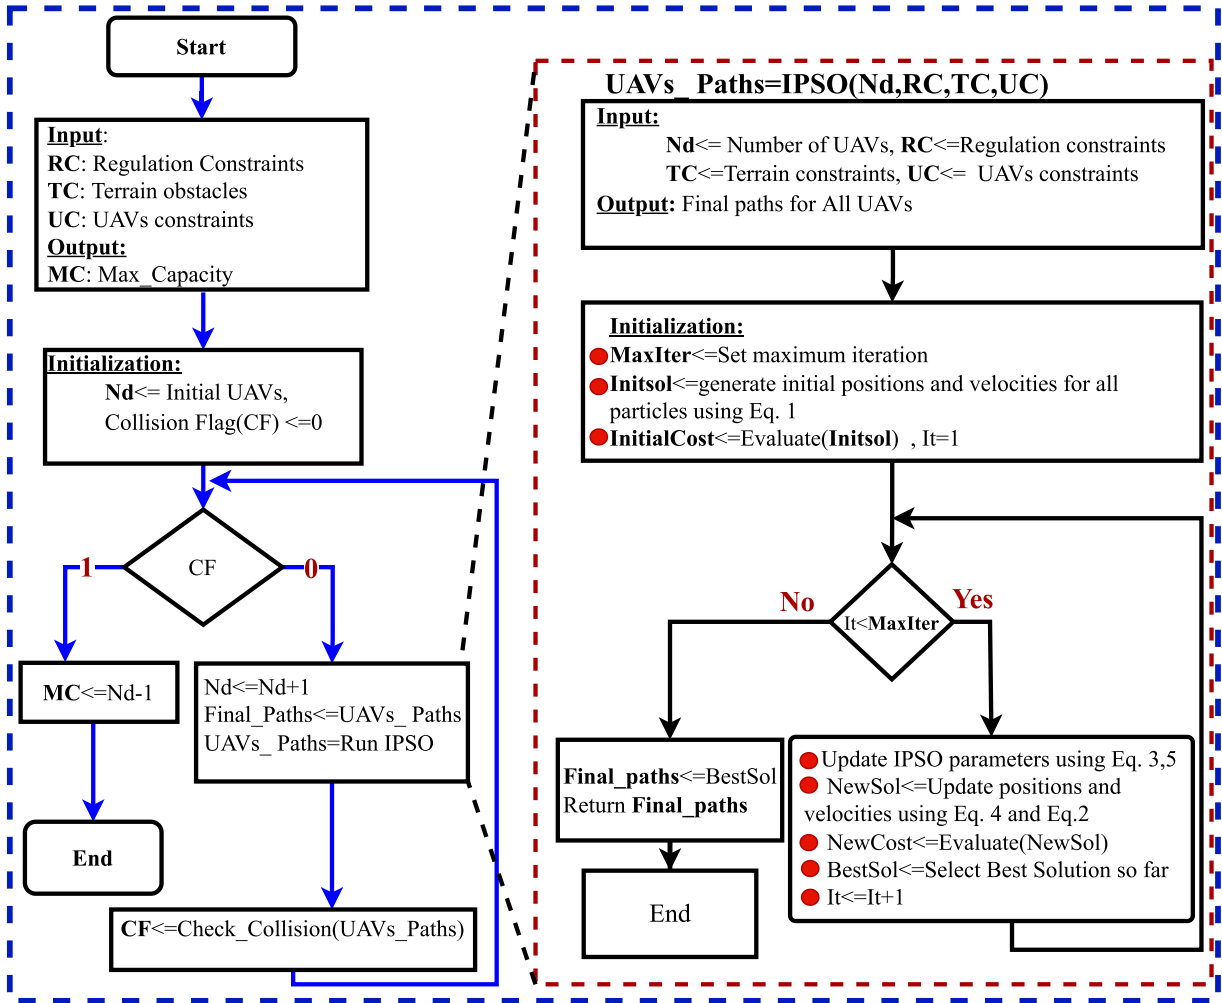 Start
Input:
RC: Regulation Constraints
TC: Terrain obstacles
UC: UAVs constraints
Output:
MC: Max_Capacity
Initialization:
Nd<= Initial UAVs,
Collision Flag(CF) <=0
CF
1
0
MC<=Nd-1
End
Nd<=Nd+1
Final_Paths<=UAVs_ Paths
UAVs_ Paths=Run IPSO
CF<=Check_Collision(UAVs_Paths)
UAVs_ Paths=IPSO(Nd,RC,TC,UC)
Input:
Nd<= Number of UAVs, RC<=Regulation constraints
TC<=Terrain constraints, UC<= UAVs constraints
Output: Final paths for All UAVs
Initialization:
MaxIter<=Set maximum iteration
Initsol<=generate initial positions and velocities for all
particles using Eq. 1
InitialCost<=Evaluate(Initsol) , It=1
It<MaxIter
No
Yes
Final_paths<=BestSol
Return Final_paths
End
Update IPSO parameters using Eq. 3,5
NewSol<=Update positions and
velocities using Eq. 4 and Eq.2
NewCost<=Evaluate(NewSol)
BestSol<=Select Best Solution so far
It<=It+1